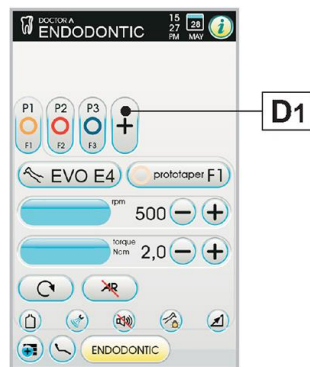 DOCTOR A
ENDODONTIC
15
27
PM
28
MAY
i
P1
P2
P3
+
D1
F1
F2
F3
EVO E4
prototaper F1
rpm
500 − +
torque
Ncm
2,0 − +
AR
ENDODONTIC